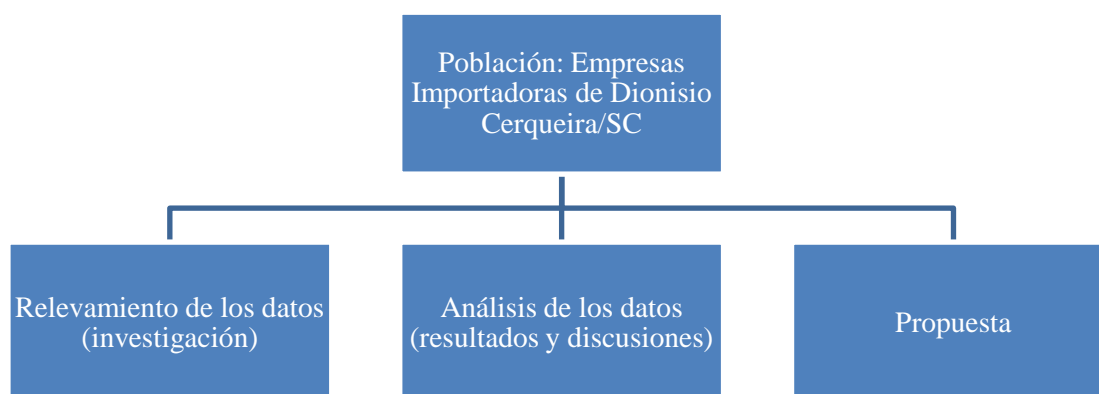 Población: Empresas
Importadoras de Dionisio
Cerqueira/SC
Relevamiento de los datos
(investigación)
Análisis de los datos
(resultados y discusiones)
Propuesta